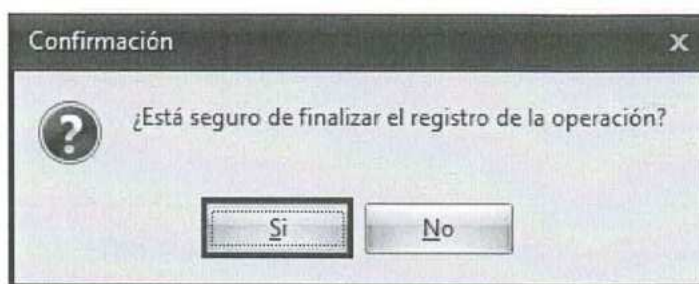 Confirmación
x
¿Está seguro de finalizar el registro de la operación?
Si
No